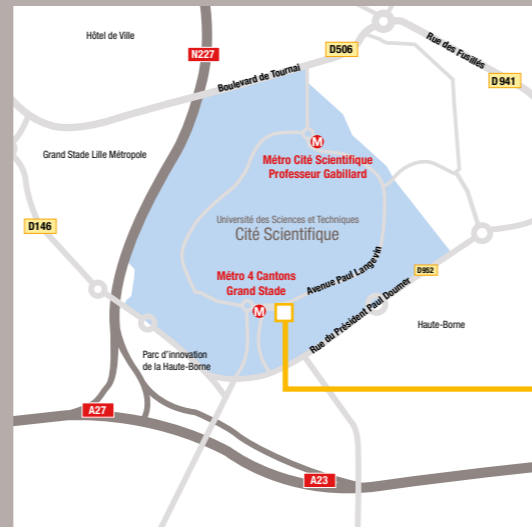 Hôtel de Ville
N227
D506
Rue des Fusillés
D941
Boulevard de Tournai
M
Métro Cité Scientifique
Professeur Gabillard
Grand Stade Lille Métropole
Université des Sciences et Techniques
Cité Scientifique
D146
Métro 4 Cantons
Grand Stade
M
Avenue Paul Langevin
D952
Rue du Président Paul Doumer
Haute-Borne
Parc d'innovation
de la Haute-Borne
A27
A23